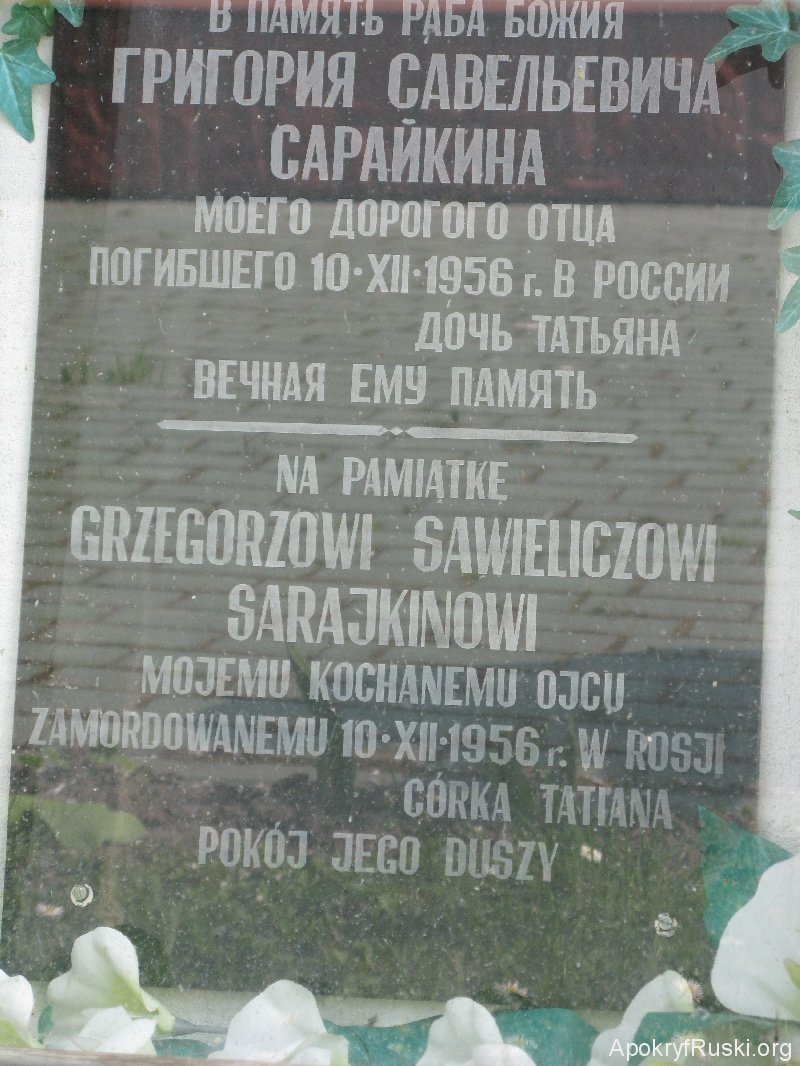 В ПАМЯТЬ РАБА БОЖИЯ
ГРИГОРИЯ САВЕЛЬЕВИЧА
САРАЙКИНА
МОЕГО ДОРОГОГО ОТЦА
ПОГИБШЕГО 10·XII·1956 г. В РОССИИ
ДОЧЬ ТАТЬЯНА
ВЕЧНАЯ ЕМУ ПАМЯТЬ
NA PAMIĄTKĘ
GRZEGORZOWI SAWIELICZOWI
SARAJKINOWI
MOJEMU KOCHANEMU OJCU
ZAMORDOWANEMU 10·XII·1956 r. W ROSJI
CÓRKA TATIANA
POKÓJ JEGO DUSZY
ApokryfRuski.org